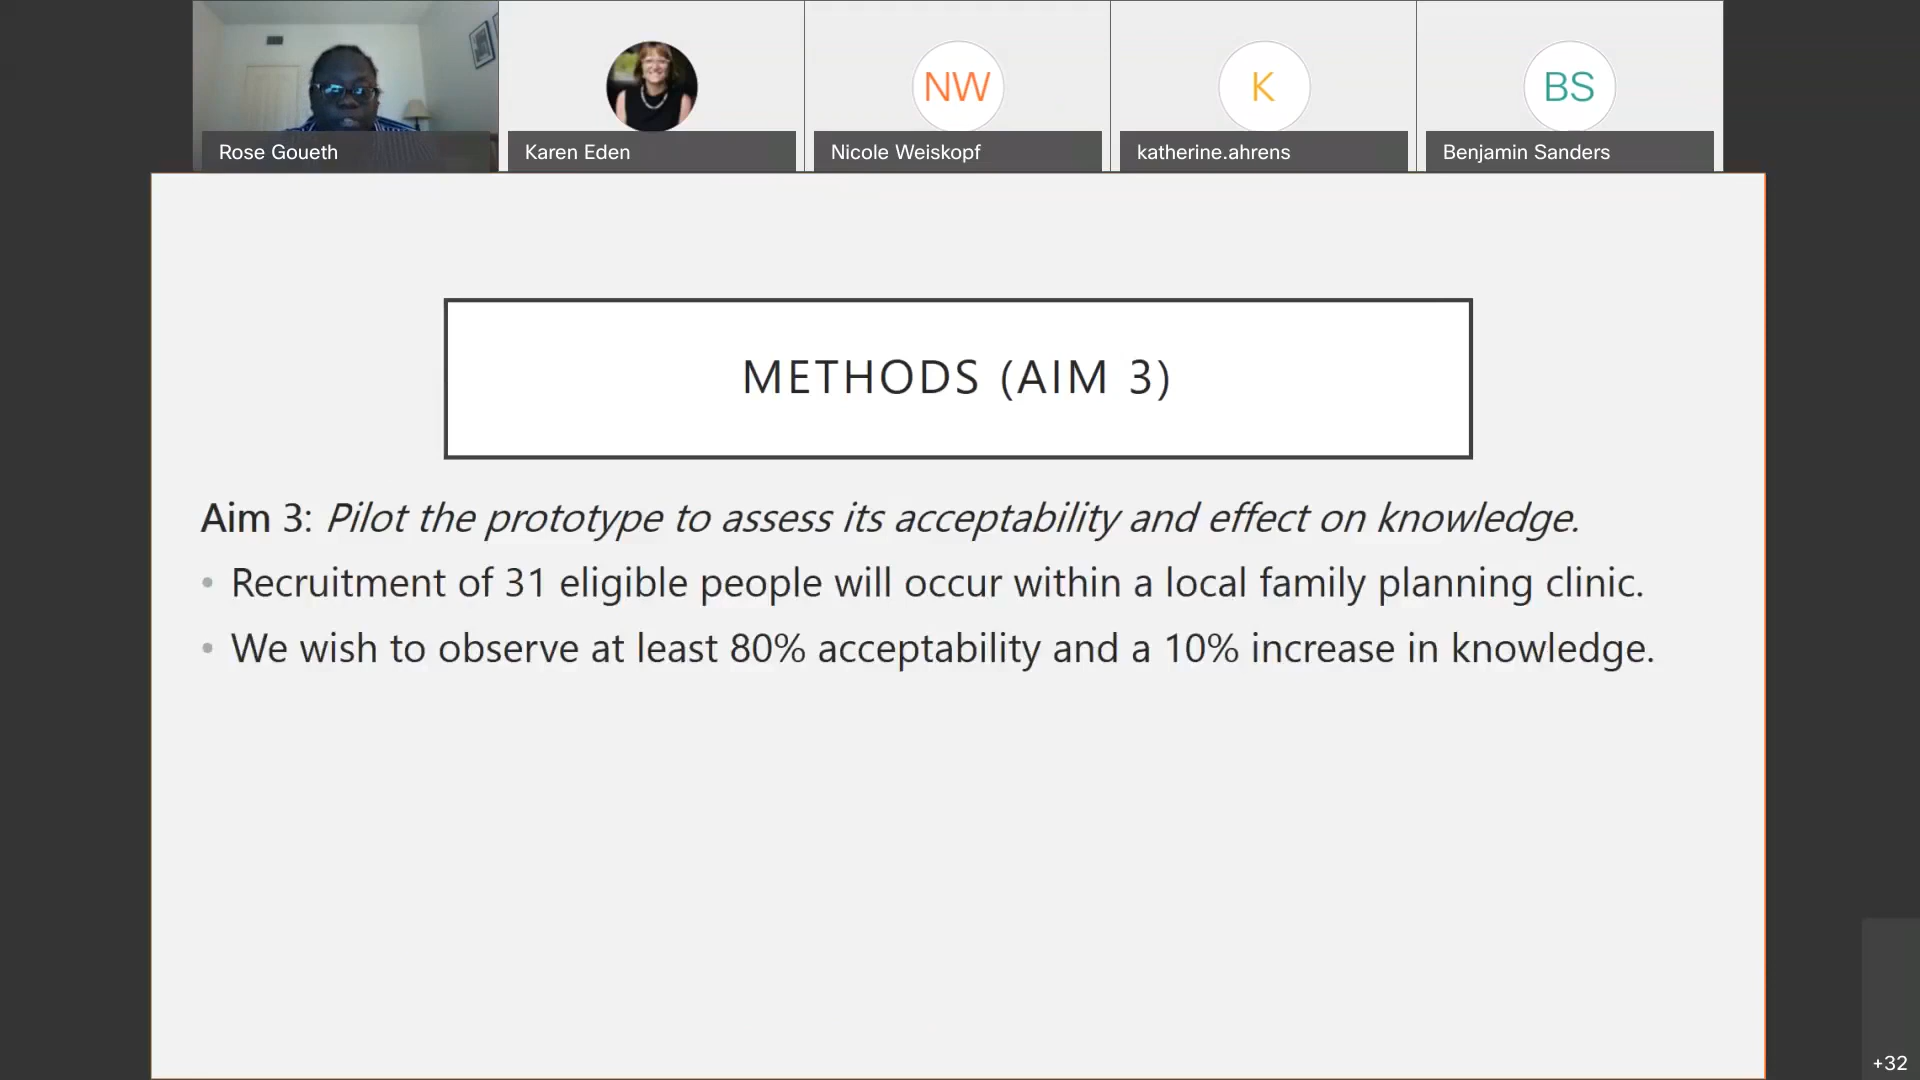 NW
K
BS
Rose Goueth
Karen Eden
Nicole Weiskopf
katherine.ahrens
Benjamin Sanders
METHODS (AIM 3)
Aim 3: Pilot the prototype to assess its acceptability and effect on knowledge.
• Recruitment of 31 eligible people will occur within a local family planning clinic.
• We wish to observe at least 80% acceptability and a 10% increase in knowledge.
+32